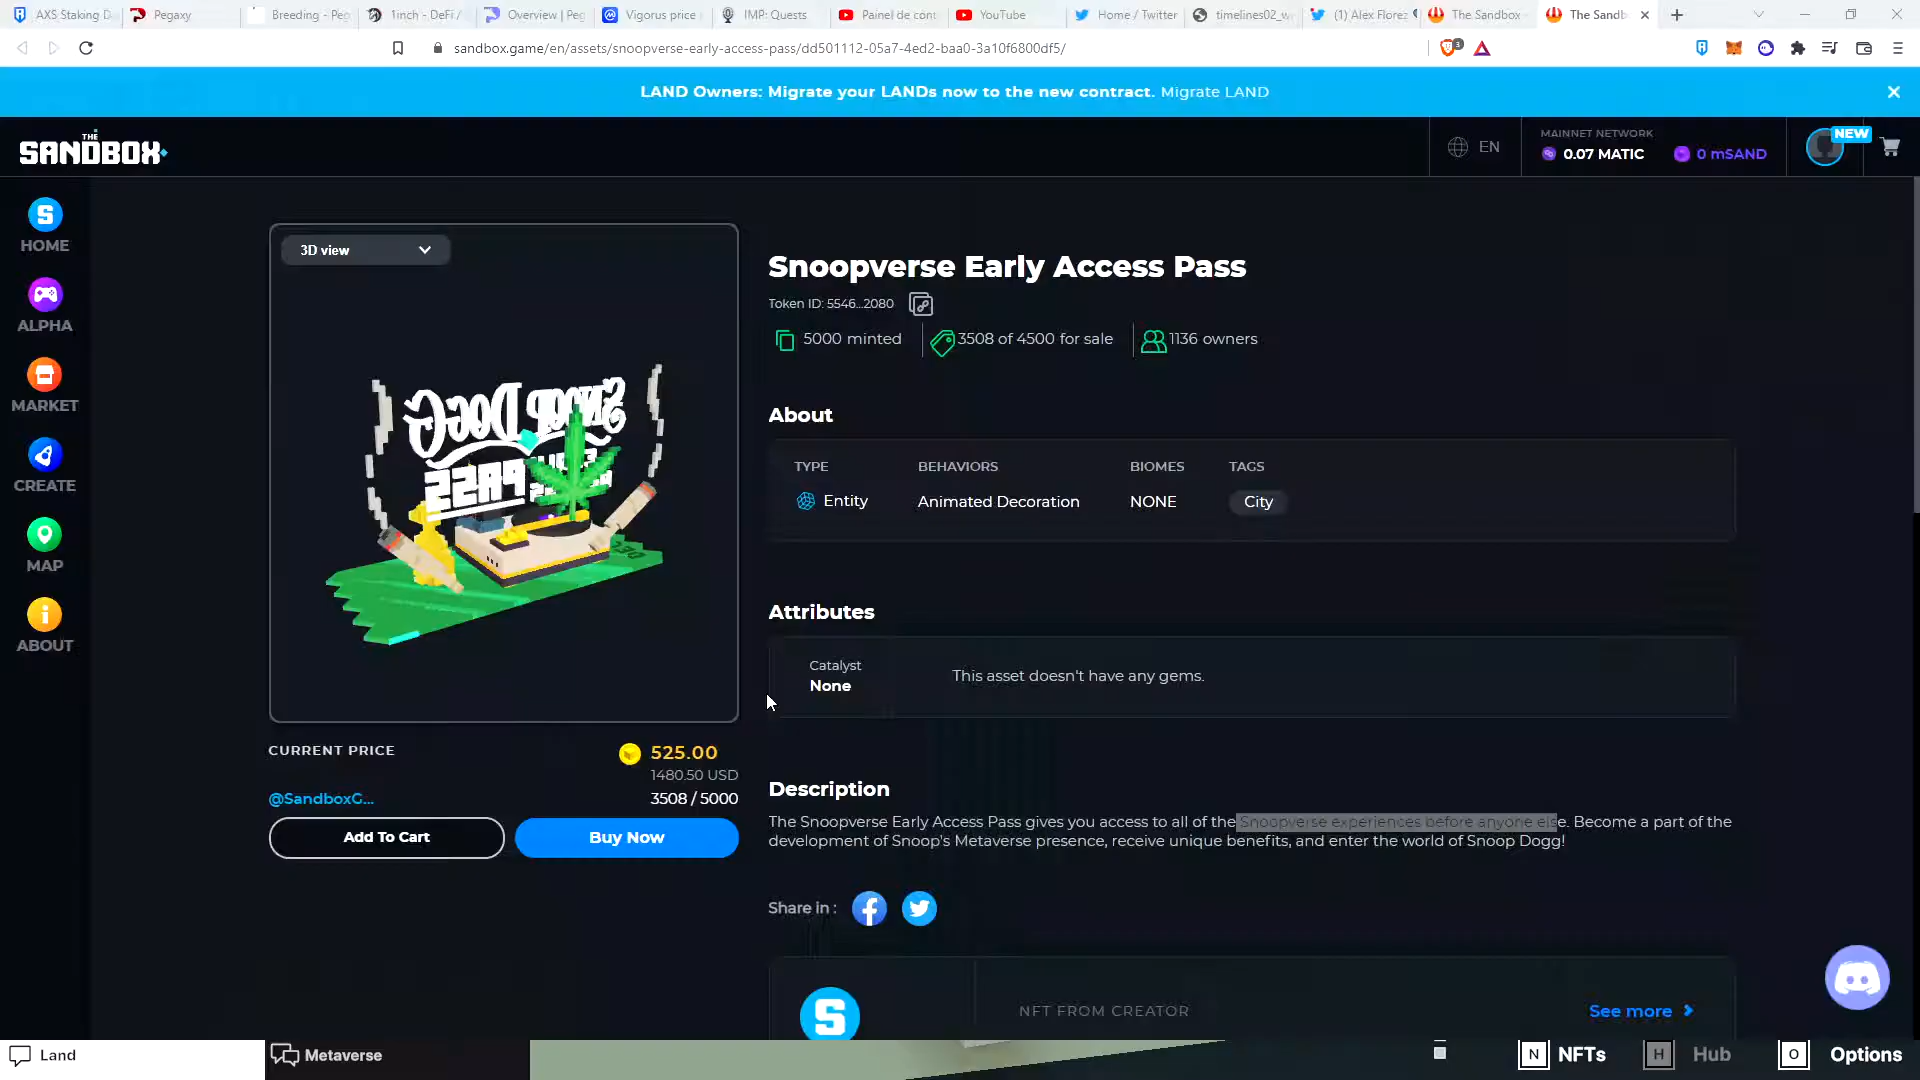 AXS Staking D
Pegaxy
Breeding - Peg
1inch - DeFi /
Overview | Peg
Vigorus price
IMP: Quests
Painel de cont
YouTube
Home / Twitter
timelines02_w
(1) Alex Florez
The Sandbox
The Sandb
sandbox.game/en/assets/snoopverse-early-access-pass/dd501112-05a7-4ed2-baa0-3a10f6800df5/
3
LAND Owners: Migrate your LANDs now to the new contract. Migrate LAND
THE
SANDBOX
EN
MAINNET NETWORK
0.07 MATIC
0 mSAND
NEW
HOME
ALPHA
MARKET
CREATE
MAP
ABOUT
3D view
SNOOP DOGG
PASS
CURRENT PRICE
525.00
1480.50 USD
@SandboxG...
3508 / 5000
Add To Cart
Buy Now
Snoopverse Early Access Pass
Token ID: 5546...2080
5000 minted
3508 of 4500 for sale
1136 owners
About
TYPE BEHAVIORS BIOMES TAGS
Entity Animated Decoration NONE City
Attributes
Catalyst
None
This asset doesn't have any gems.
Description
The Snoopverse Early Access Pass gives you access to all of the Snoopverse experiences before anyone else. Become a part of the
development of Snoop's Metaverse presence, receive unique benefits, and enter the world of Snoop Dogg!
Share in :
NFT FROM CREATOR
See more
Land
Metaverse
N NFTs
H Hub
O Options